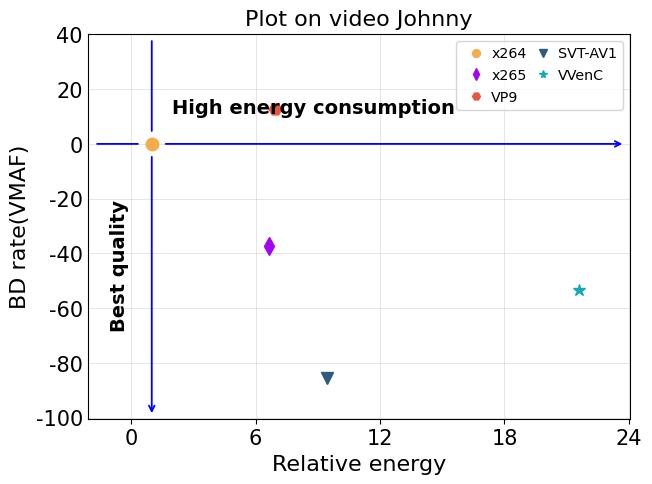 Plot on video Johnny
40
20
0
-20
-40
-60
-80
-100
BD rate(VMAF)
x264
x265
VP9
SVT-AV1
VVenC
High energy consumption
Best quality
0
6
12
18
24
Relative energy